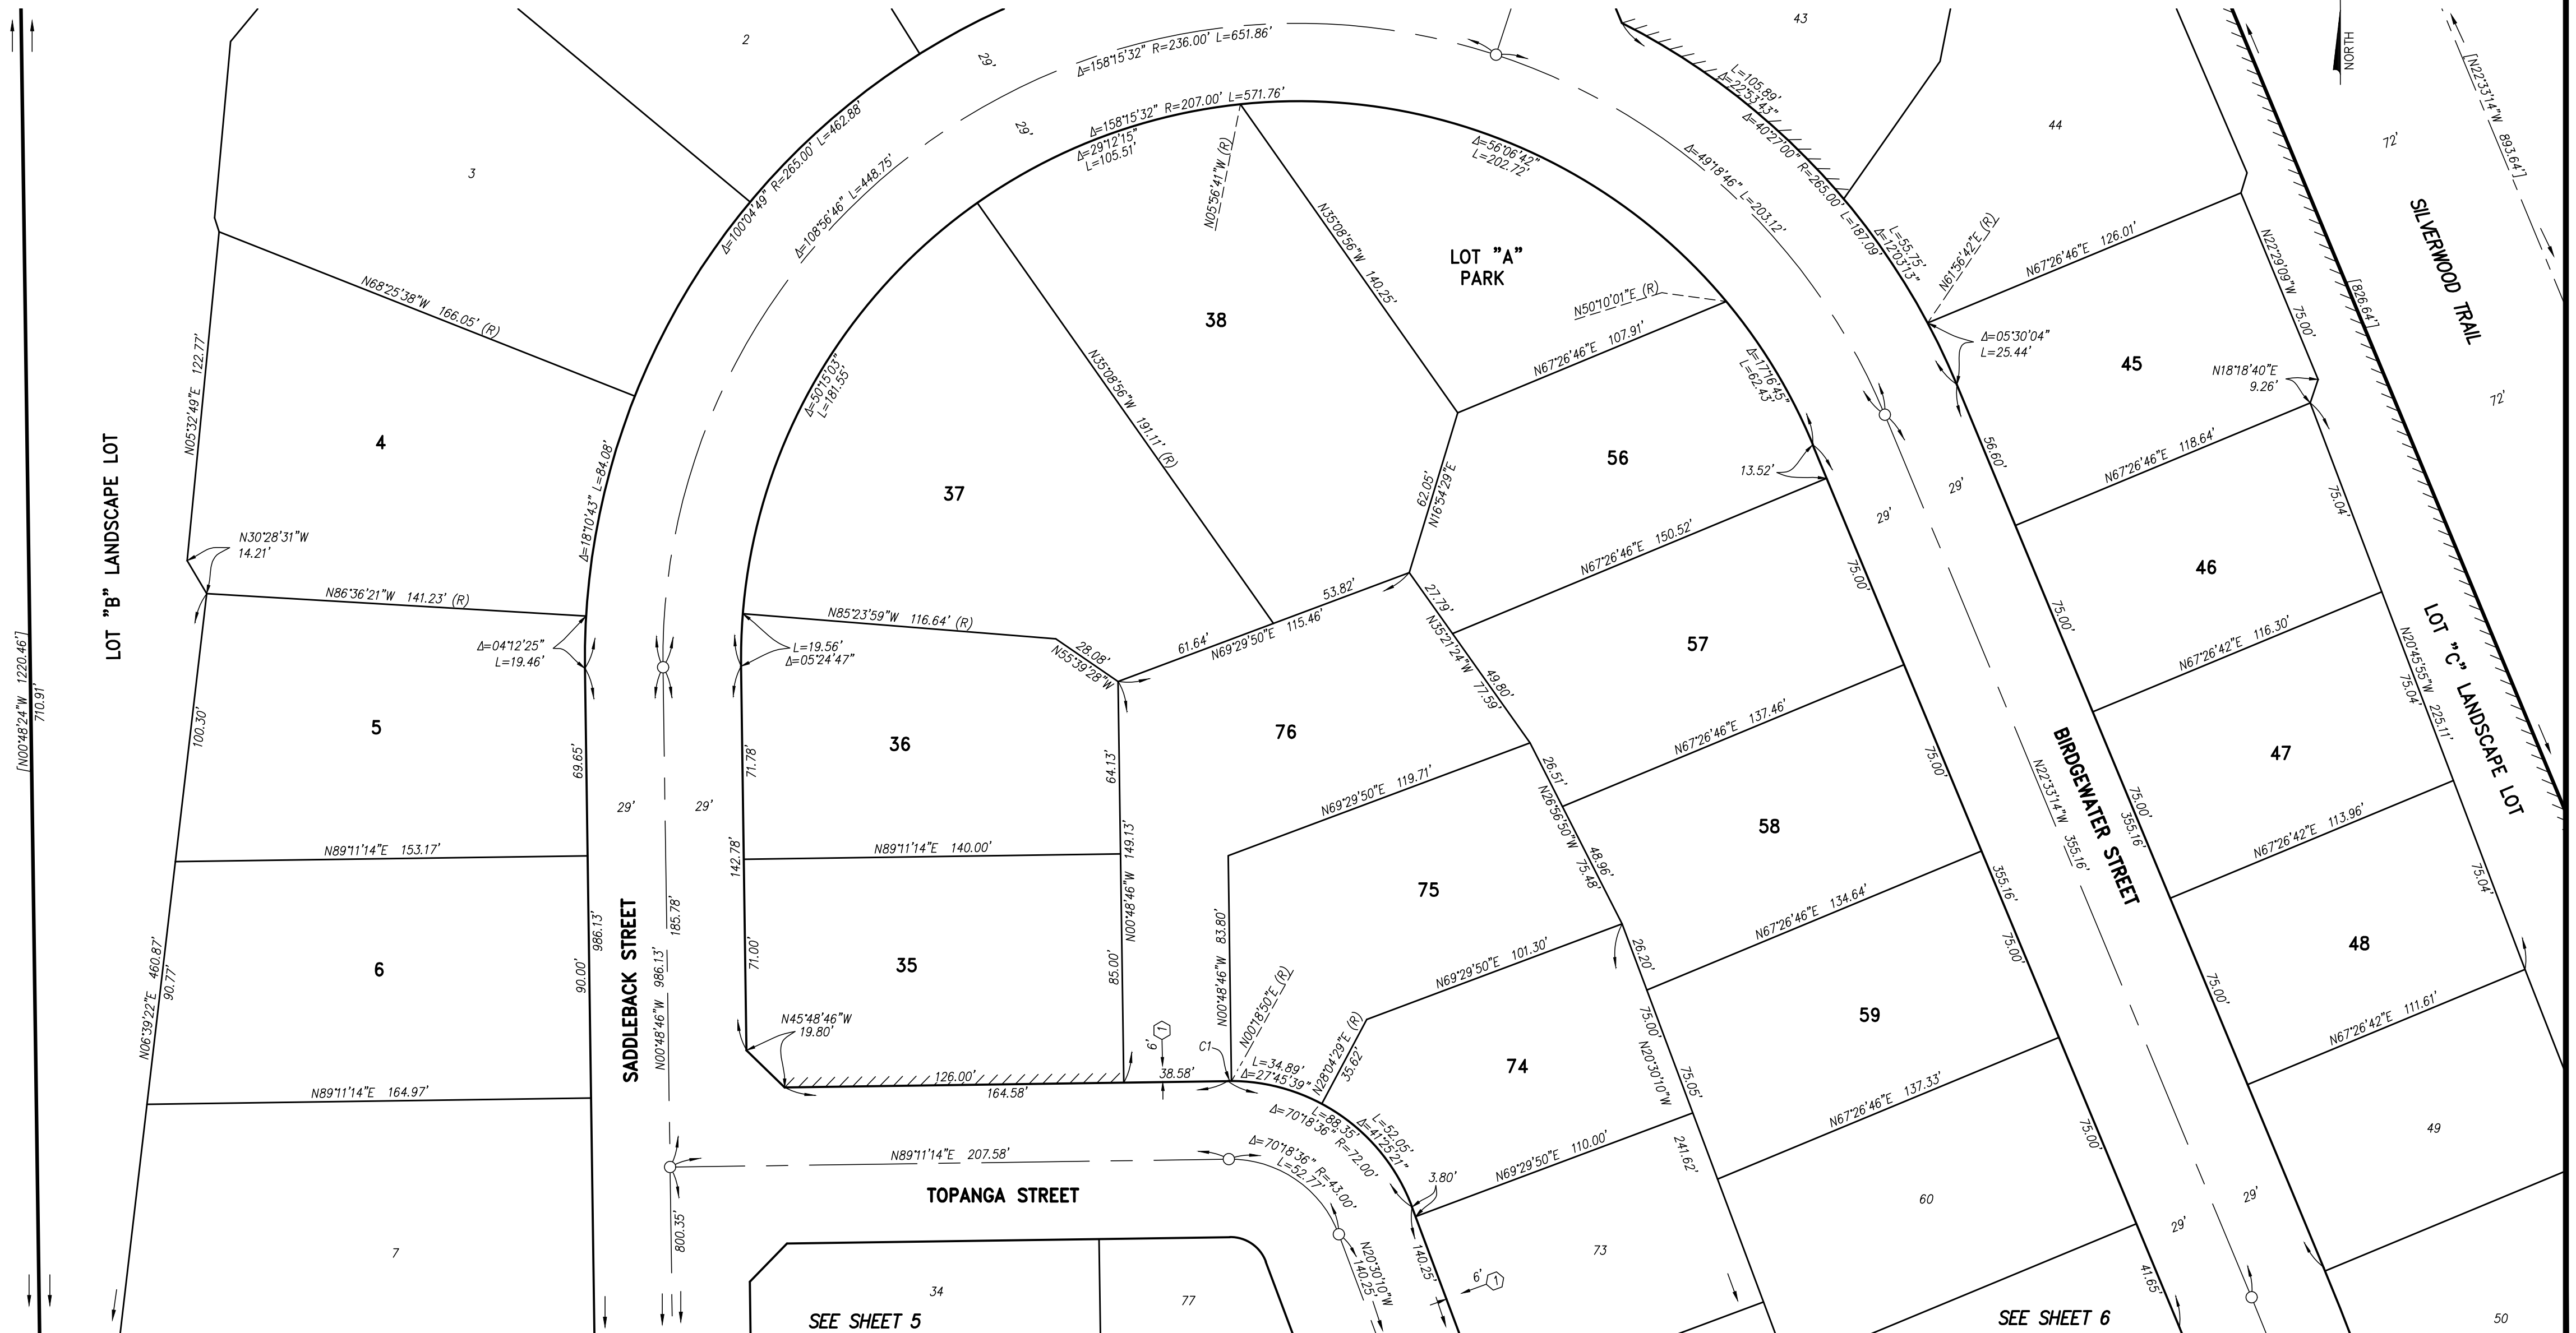 2
3
43
44
NORTH
[N22°33'14"W 893.64']
72'
SILVERWOOD TRAIL
72'
[826.64']
29'
29'
Δ=158°15'32" R=236.00' L=651.86'
Δ=158°15'32" R=207.00' L=571.76'
Δ=29°12'15"
L=105.51'
N05°56'41"W (R)
Δ=56°06'42"
L=202.72'
L=105.89'
Δ=22°53'43"
Δ=40°27'00" R=265.00' L=187.09'
Δ=49°18'46" L=203.12'
L=55.75'
Δ=12°03'13"
N61°56'42"E (R)
N67°26'46"E 126.01'
N22°29'09"W 75.00'
Δ=100°04'49" R=265.00' L=462.88'
Δ=108°56'46" L=448.75'
N35°08'56"W 140.25'
LOT "A"
PARK
N50°10'01"E (R)
N67°26'46"E 107.91'
38
N68°25'38"W 166.05' (R)
N05°32'49"E 122.77'
4
Δ=50°15'03"
L=181.55'
N35°08'56"W 191.11' (R)
37
Δ=17°16'45"
L=62.43'
Δ=05°30'04"
L=25.44'
45
N18°18'40"E
9.26'
LOT "B" LANDSCAPE LOT
Δ=18°10'43" L=84.08'
62.05'
N16°54'29"E
56
13.52'
56.60'
N67°26'46"E 118.64'
29'
29'
75.04'
N30°28'31"W
14.21'
N67°26'46"E 150.52'
75.00'
46
N86°36'21"W 141.23' (R)
N85°23'59"W 116.64' (R)
53.82'
61.64'
N69°29'50"E 115.46'
27.79'
N35°21'24"W 77.59'
49.80'
57
75.00'
N67°26'42"E 116.30'
LOT "C" LANDSCAPE LOT
N20°45'55"W 225.11'
75.04'
Δ=04°12'25"
L=19.46'
L=19.56'
Δ=05°24'47"
28.08'
N55°39'28"W
[N00°48'24"W 1220.46']
710.91'
100.30'
5
69.65'
71.78'
36
64.13'
76
N67°26'46"E 137.46'
75.00'
47
N69°29'50"E 119.71'
26.51'
N26°56'50"W 75.48'
48.96'
58
N22°33'14"W 355.16'
BIRDGEWATER STREET
75.00'
355.16'
29'
29'
N67°26'42"E 113.96'
75.04'
N89°11'14"E 153.17'
142.78'
N89°11'14"E 140.00'
N00°48'46"W 149.13'
75
N67°26'46"E 134.64'
355.16'
986.13'
SADDLEBACK STREET
N00°48'46"W 986.13'
185.78'
71.00'
35
85.00'
N00°48'46"W 83.80'
N69°29'50"E 101.30'
26.20'
75.00'
48
6
90.00'
N06°39'22"E 460.87'
90.77'
N45°48'46"W
19.80'
6'
1
C1
N00°18'50"E (R)
N28°04'29"E (R)
35.62'
75.00'
N20°30'10"W
75.05'
59
75.00'
N67°26'42"E 111.61'
126.00'
38.58'
164.58'
L=34.89'
Δ=27°45'39"
74
N89°11'14"E 164.97'
L=52.05'
Δ=41°25'21"
L=88.35'
Δ=70°18'36" R=72.00'
Δ=70°18'36" R=43.00'
L=52.77'
N67°26'46"E 137.33'
75.00'
49
N89°11'14"E 207.58'
TOPANGA STREET
3.80'
N69°29'50"E 110.00'
241.62'
60
29'
29'
7
800.35'
N20°30'10"W
140.25'
140.25'
6'
1
73
41.65'
34
77
SEE SHEET 5
SEE SHEET 6
50